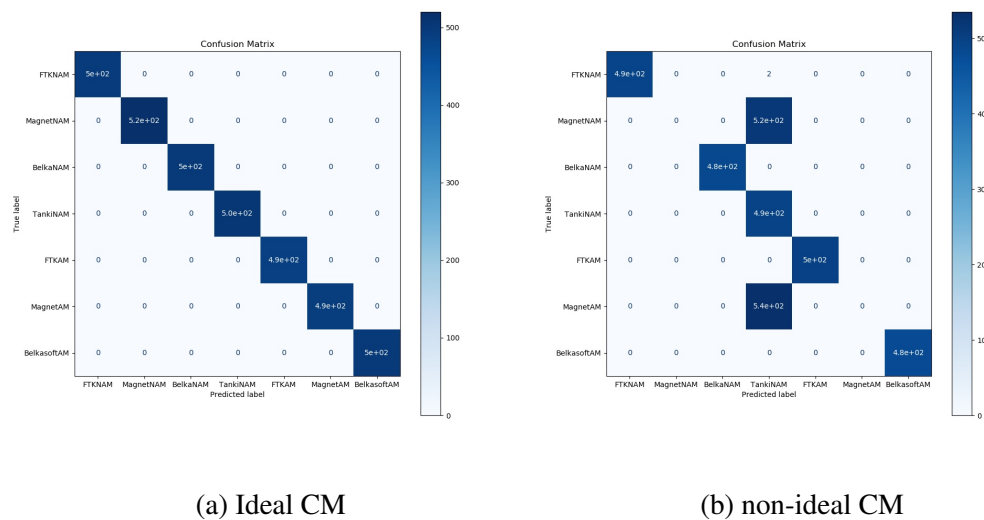 Confusion Matrix
FTKNAM 5e+02 0 0 0 0 0 0
MagnetNAM 0 5.2e+02 0 0 0 0 0
BelkaNAM 0 0 5e+02 0 0 0 0
TankiNAM 0 0 0 5.0e+02 0 0 0
FTKAM 0 0 0 0 4.9e+02 0 0
MagnetAM 0 0 0 0 0 4.9e+02 0
BelkasoftAM 0 0 0 0 0 0 5e+02
FTKNAM MagnetNAM BelkaNAM TankiNAM FTKAM MagnetAM BelkasoftAM
Predicted label
True label
500
400
300
200
100
0
(a) Ideal CM
Confusion Matrix
FTKNAM 4.9e+02 0 0 2 0 0 0
MagnetNAM 0 0 0 5.2e+02 0 0 0
BelkaNAM 0 0 4.8e+02 0 0 0 0
TankiNAM 0 0 0 4.9e+02 0 0 0
FTKAM 0 0 0 0 5e+02 0 0
MagnetAM 0 0 0 5.4e+02 0 0 0
BelkasoftAM 0 0 0 0 0 0 4.8e+02
FTKNAM MagnetNAM BelkaNAM TankiNAM FTKAM MagnetAM BelkasoftAM
Predicted label
True label
0
(b) non-ideal CM